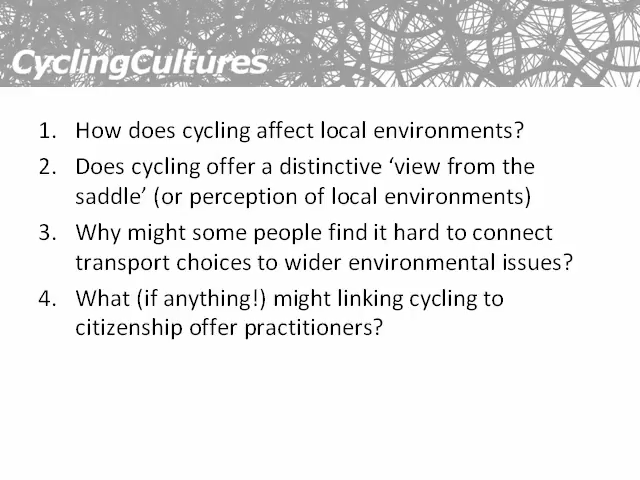 CyclingCultures
1. How does cycling affect local environments?
2. Does cycling offer a distinctive ‘view from the
saddle’ (or perception of local environments)
3. Why might some people find it hard to connect
transport choices to wider environmental issues?
4. What (if anything!) might linking cycling to
citizenship offer practitioners?